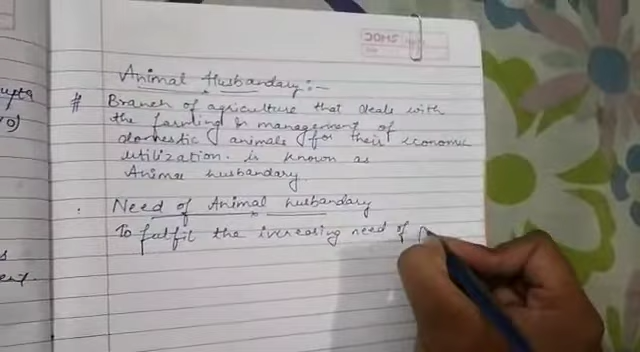 DOMS
Animal Husbandary:-
# Branch of agriculture that deals with
the farming & management of
domestic animals for their economic
utilization. is known as
Animal husbandary
. Need of Animal husbandary
To fulfil the increasing need of